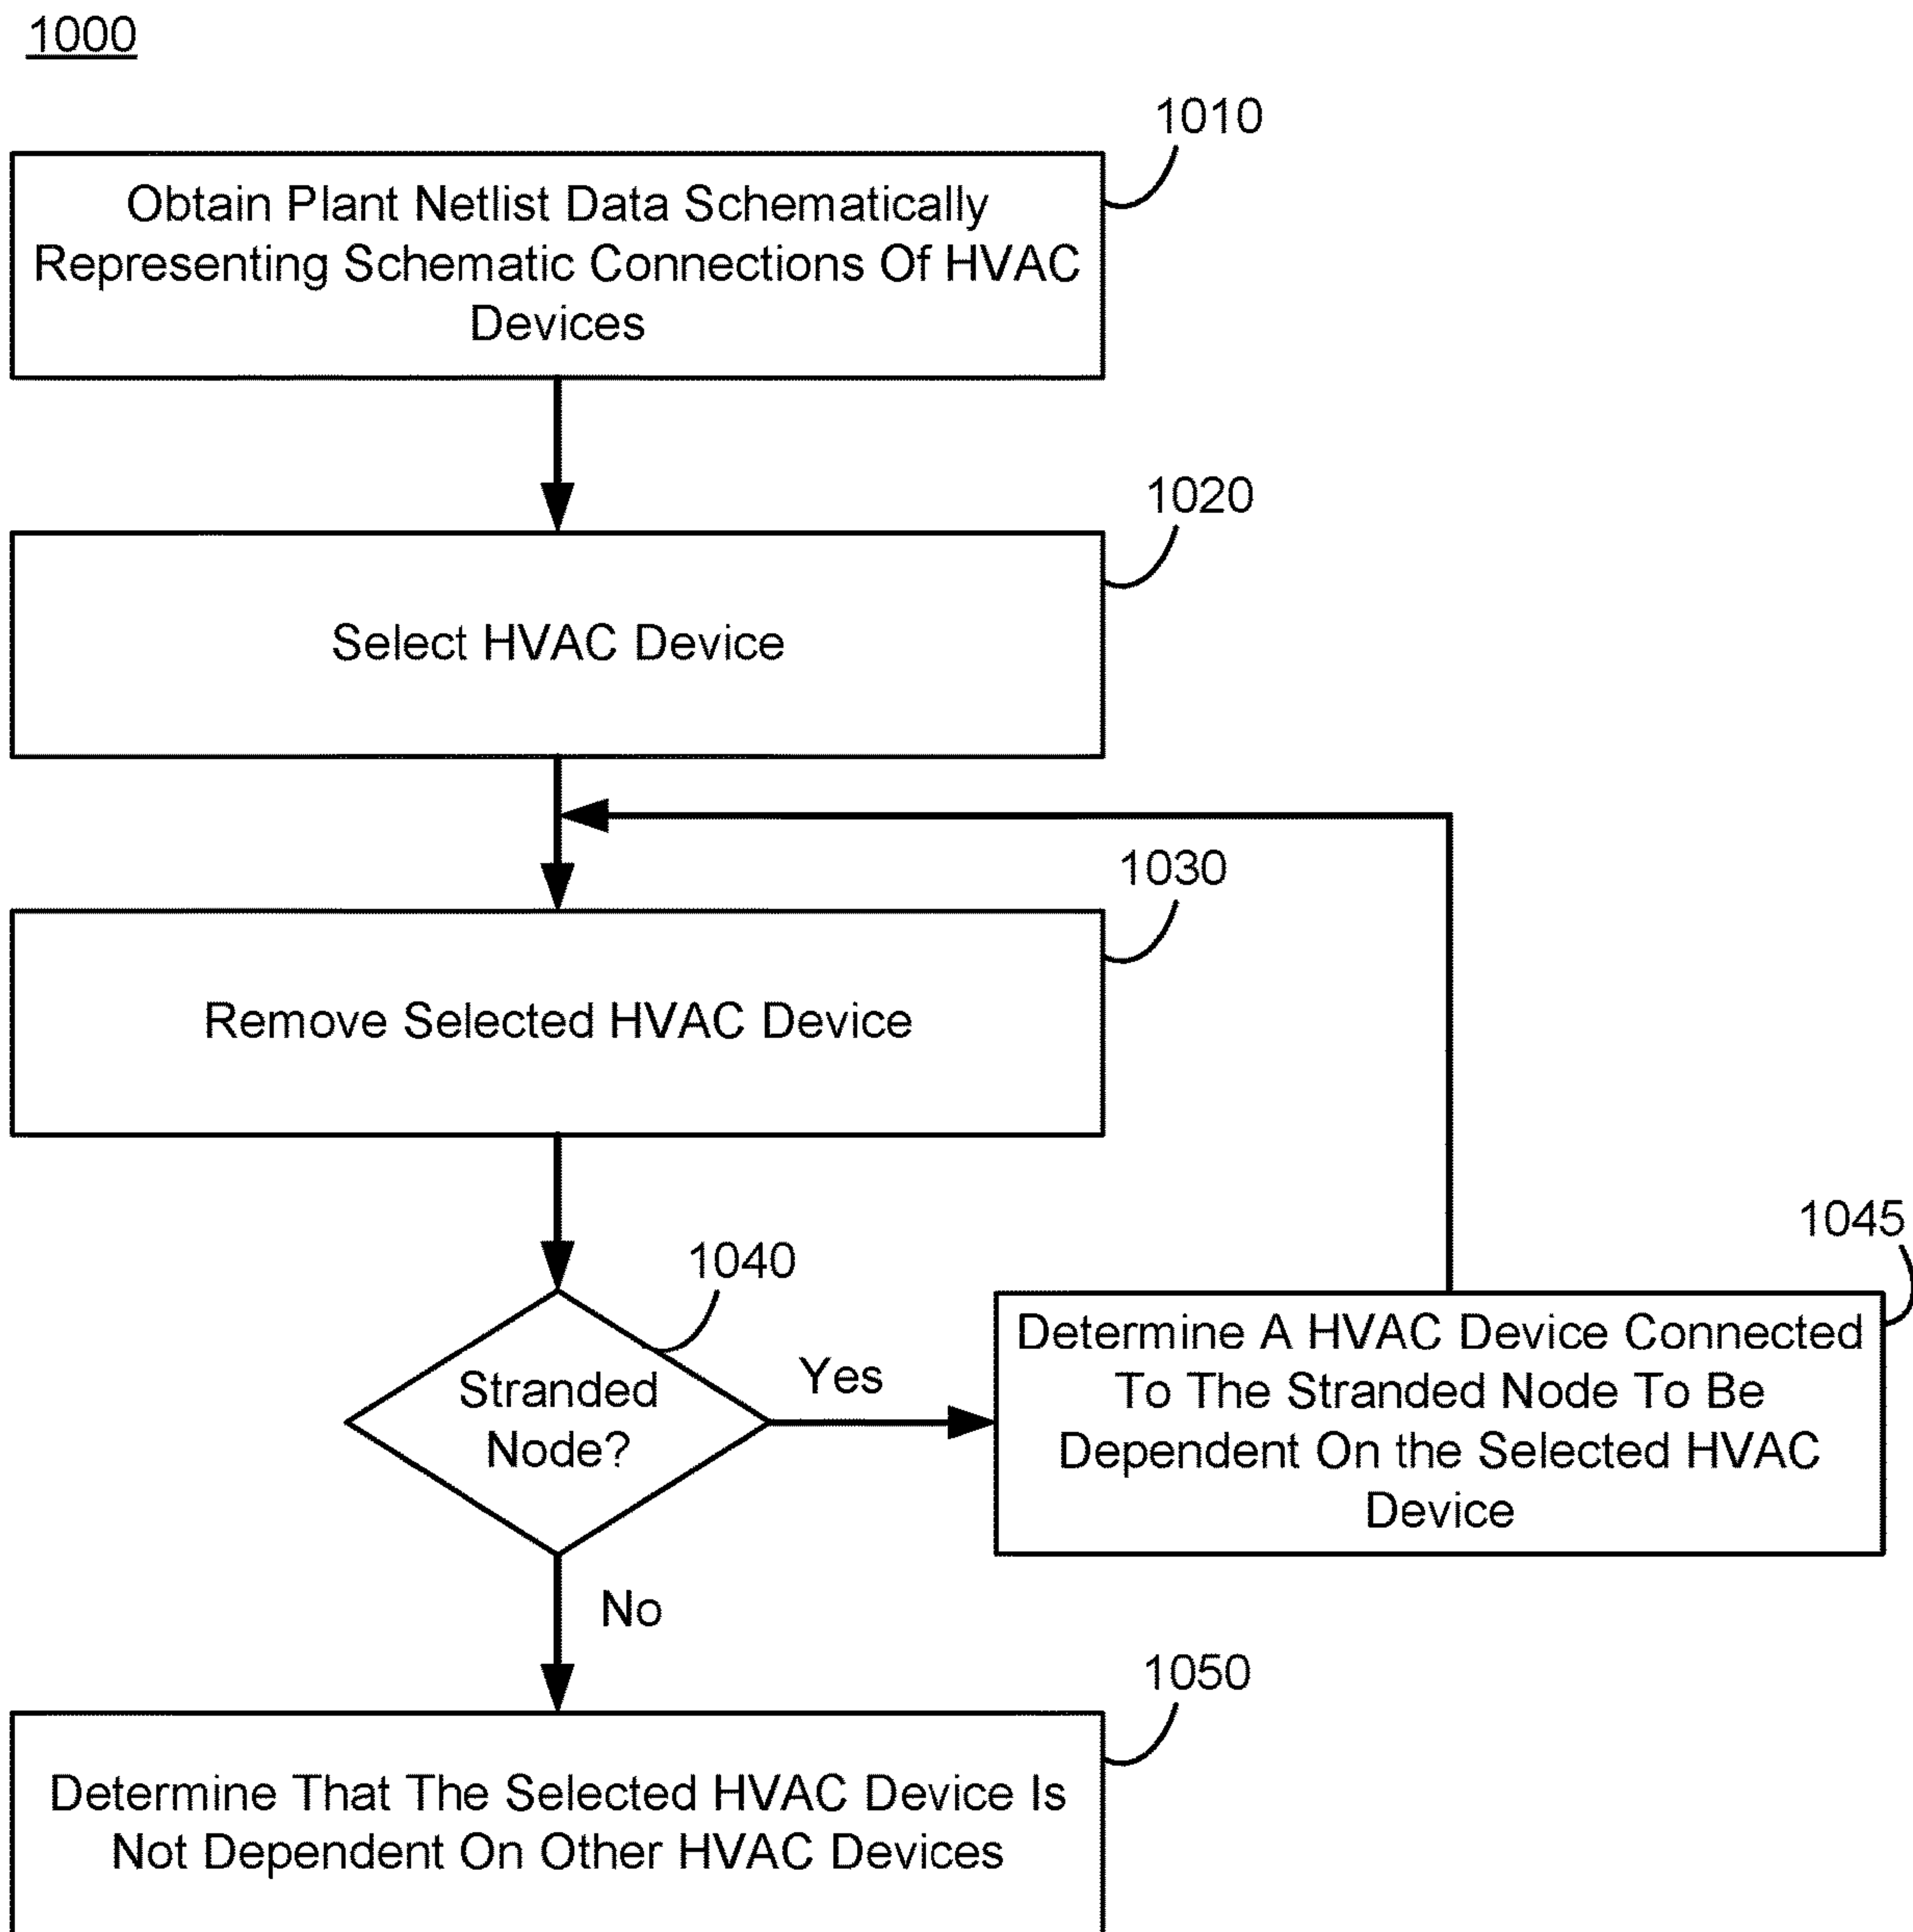 1000
1010
Obtain Plant Netlist Data Schematically
Representing Schematic Connections Of HVAC
Devices
1020
Select HVAC Device
1030
Remove Selected HVAC Device
1040
Stranded
Node?
Yes
1045
Determine A HVAC Device Connected
To The Stranded Node To Be
Dependent On the Selected HVAC
Device
No
1050
Determine That The Selected HVAC Device Is
Not Dependent On Other HVAC Devices